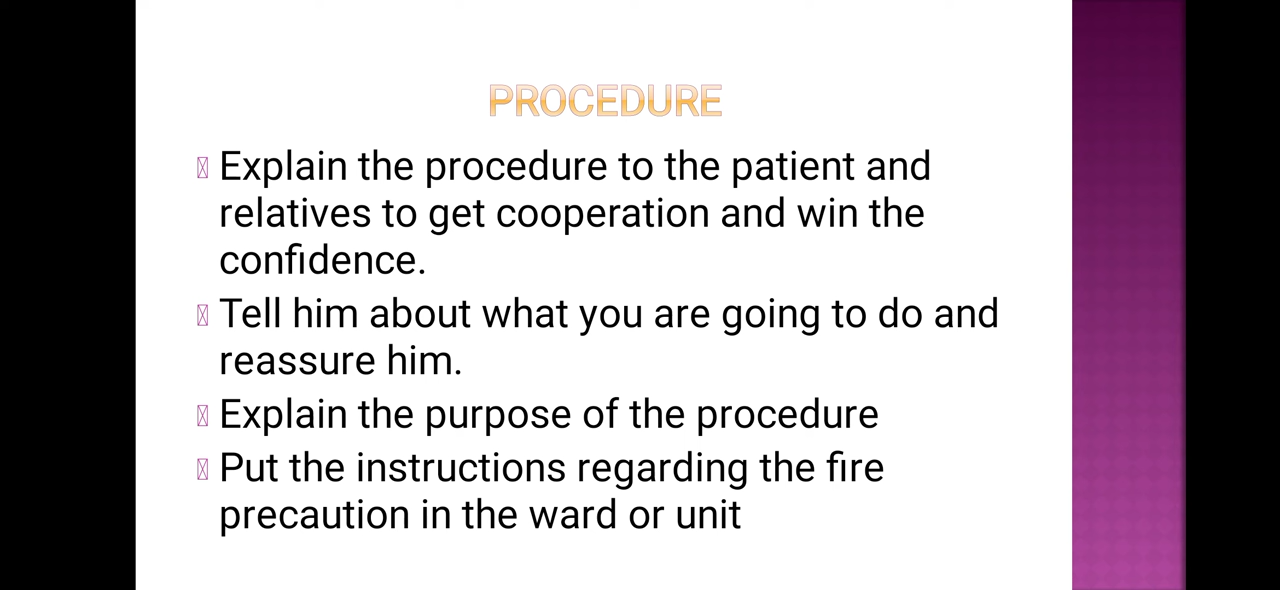 PROCEDURE
Explain the procedure to the patient and
relatives to get cooperation and win the
confidence.
Tell him about what you are going to do and
reassure him.
Explain the purpose of the procedure
Put the instructions regarding the fire
precaution in the ward or unit